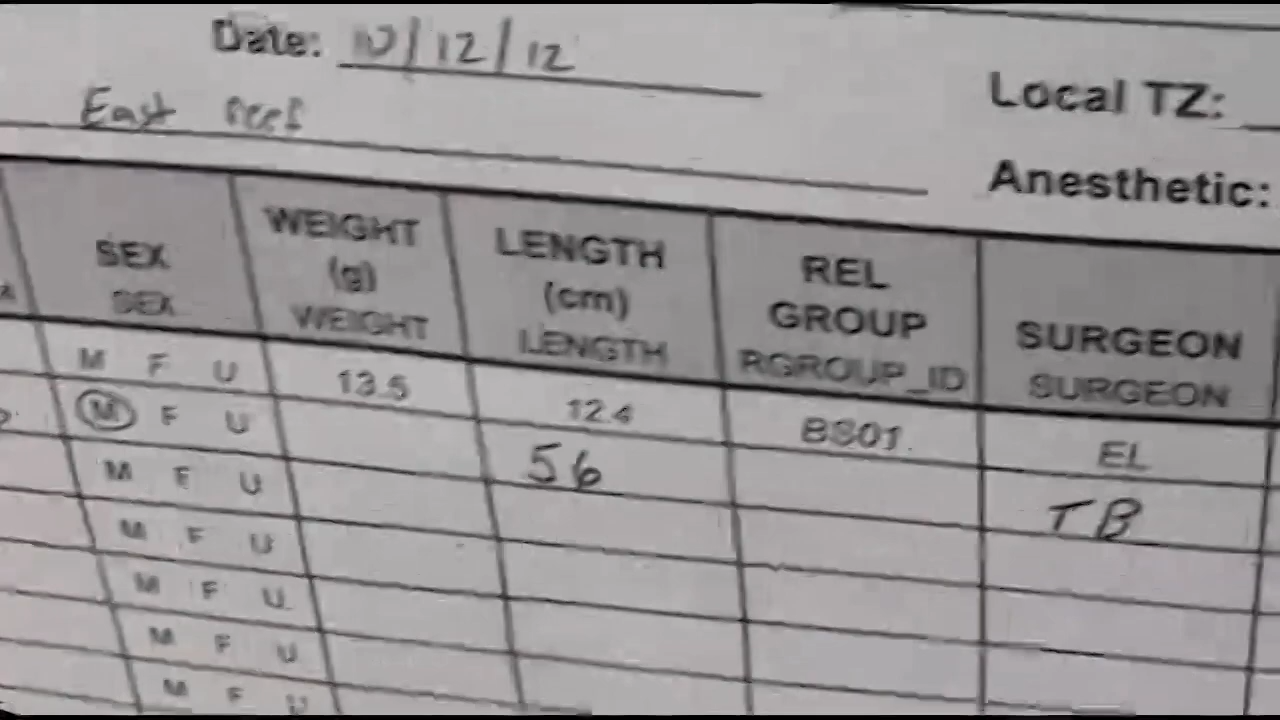 Date: 10/12/12
Local TZ:
East Reef
Anesthetic:
SEX WEIGHT (g) LENGTH (cm) REL GROUP SURGEON
SEX WEIGHT LENGTH RGROUP_ID SURGEON
M F U 13.5 12.4 BS01. EL
M F U 56 TB
M F U
M F U
M F U
M F U
M F U